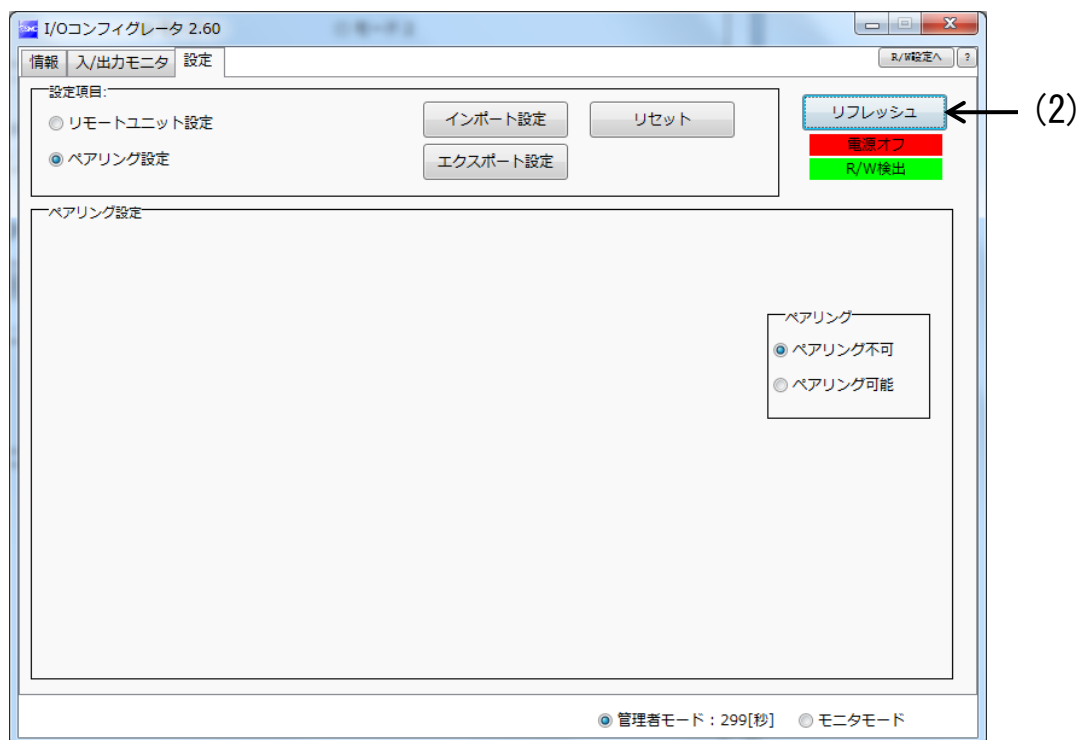 I/Oコンフィグレータ 2.60
情報 入/出力モニタ 設定 R/W設定へ ?
設定項目:
リモートユニット設定 インポート設定 リセット リフレッシュ (2)
電源オフ
ペアリング設定 エクスポート設定
R/W検出
ペアリング設定
ペアリング
ペアリング不可
ペアリング可能
管理者モード:299[秒] モニタモード